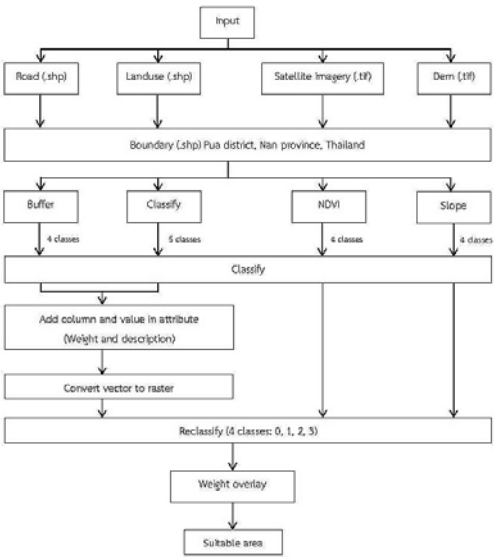 Input
Road (.shp)
Landuse (.shp)
Satellite imagery (.tif)
Dem (.tif)
Boundary (.shp) Pua district, Nan province, Thailand
Buffer
Classify
NDVI
Slope
4 classes
5 classes
4 classes
4 classes
Classify
Add column and value in attribute
(Weight and description)
Convert vector to raster
Reclassify (4 classes: 0, 1, 2, 3)
Weight overlay
Suitable area